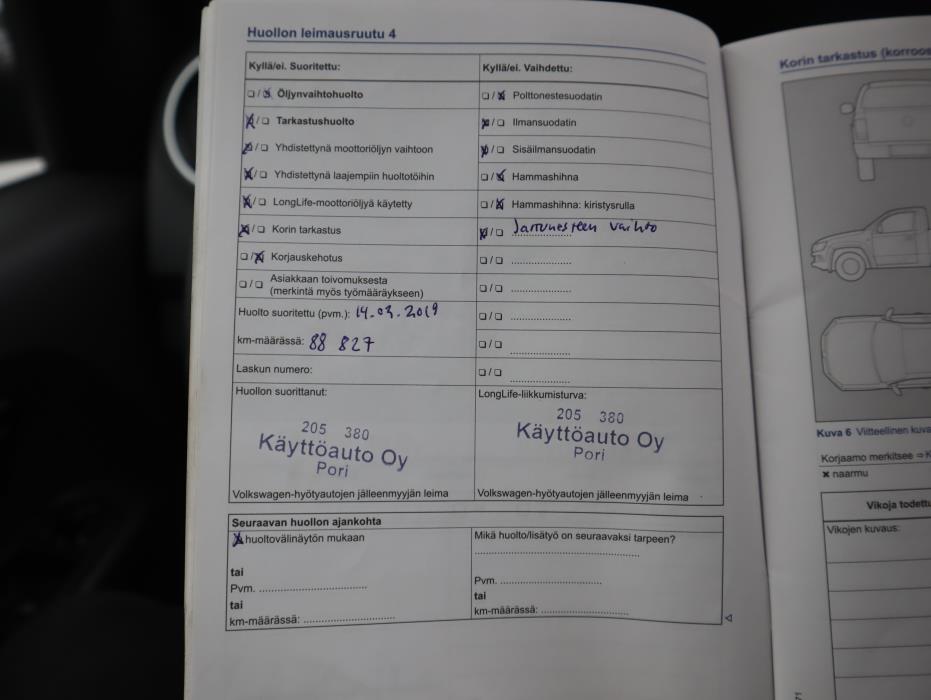 Huollon leimausruutu 4
Kyllä/ei. Suoritettu:
❏/☒ Öljynvaihtohuolto
☒/❏ Tarkastushuolto
☒/❏ Yhdistettynä moottoriöljyn vaihtoon
☒/❏ Yhdistettynä laajempiin huoltotöihin
☒/❏ LongLife-moottoriöljyä käytetty
☒/❏ Korin tarkastus
❏/☒ Korjauskehotus
❏/❏ Asiakkaan toivomuksesta
(merkintä myös työmääräykseen)
Huolto suoritettu (pvm.): 14.03.2019
km-määrässä: 88 827
Laskun numero:
Huollon suorittanut:
205 380
Käyttöauto Oy
Pori
Volkswagen-hyötyautojen jälleenmyyjän leima
Kyllä/ei. Vaihdettu:
❏/☒ Polttonestesuodatin
☒/❏ Ilmansuodatin
☒/❏ Sisäilmansuodatin
❏/☒ Hammashihna
❏/☒ Hammashihna: kiristysrulla
☒/❏ Jarrunesteen vaihto
❏/❏ ....................
❏/❏ ....................
❏/❏ ....................
❏/❏ ....................
❏/❏ ....................
LongLife-liikkumisturva:
205 380
Käyttöauto Oy
Pori
Volkswagen-hyötyautojen jälleenmyyjän leima
Seuraavan huollon ajankohta
☒ huoltovälinäytön mukaan
tai
Pvm. ....................
tai
km-määrässä: ....................
Mikä huolto/lisätyö on seuraavaksi tarpeen?
Pvm. ....................
tai
km-määrässä: ....................
Korin tarkastus (korroos
Kuva 6 Viitteellinen kuva
Korjaamo merkitsee ⇨K
✖ naarmu
Vikoja todettu
Vikojen kuvaus: